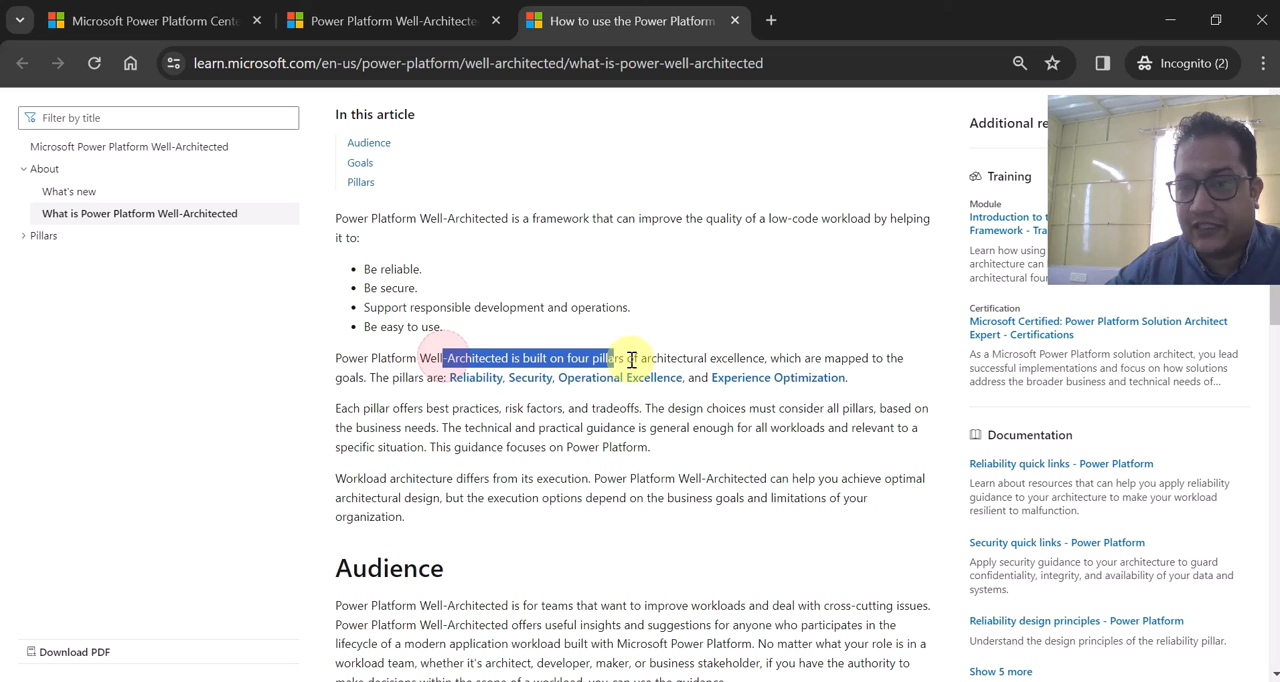 Microsoft Power Platform Cente
Power Platform Well-Architecte
How to use the Power Platform
learn.microsoft.com/en-us/power-platform/well-architected/what-is-power-well-architected
Incognito (2)
Filter by title
Microsoft Power Platform Well-Architected
About
What's new
What is Power Platform Well-Architected
Pillars
Download PDF
In this article
Audience
Goals
Pillars
Power Platform Well-Architected is a framework that can improve the quality of a low-code workload by helping
it to:
• Be reliable.
• Be secure.
• Support responsible development and operations.
• Be easy to use.
Power Platform Well-Architected is built on four pillars of architectural excellence, which are mapped to the
goals. The pillars are: Reliability, Security, Operational Excellence, and Experience Optimization.
Each pillar offers best practices, risk factors, and tradeoffs. The design choices must consider all pillars, based on
the business needs. The technical and practical guidance is general enough for all workloads and relevant to a
specific situation. This guidance focuses on Power Platform.
Workload architecture differs from its execution. Power Platform Well-Architected can help you achieve optimal
architectural design, but the execution options depend on the business goals and limitations of your
organization.
Audience
Power Platform Well-Architected is for teams that want to improve workloads and deal with cross-cutting issues.
Power Platform Well-Architected offers useful insights and suggestions for anyone who participates in the
lifecycle of a modern application workload built with Microsoft Power Platform. No matter what your role is in a
workload team, whether it's architect, developer, maker, or business stakeholder, if you have the authority to
make decisions within the scope of a workload, you can use the guidance.
Additional re
Training
Module
Introduction to t
Framework - Tra
Learn how using
architecture can
architectural four
Certification
Microsoft Certified: Power Platform Solution Architect
Expert - Certifications
As a Microsoft Power Platform solution architect, you lead
successful implementations and focus on how solutions
address the broader business and technical needs of...
Documentation
Reliability quick links - Power Platform
Learn about resources that can help you apply reliability
guidance to your architecture to make your workload
resilient to malfunction.
Security quick links - Power Platform
Apply security guidance to your architecture to guard
confidentiality, integrity, and availability of your data and
systems.
Reliability design principles - Power Platform
Understand the design principles of the reliability pillar.
Show 5 more